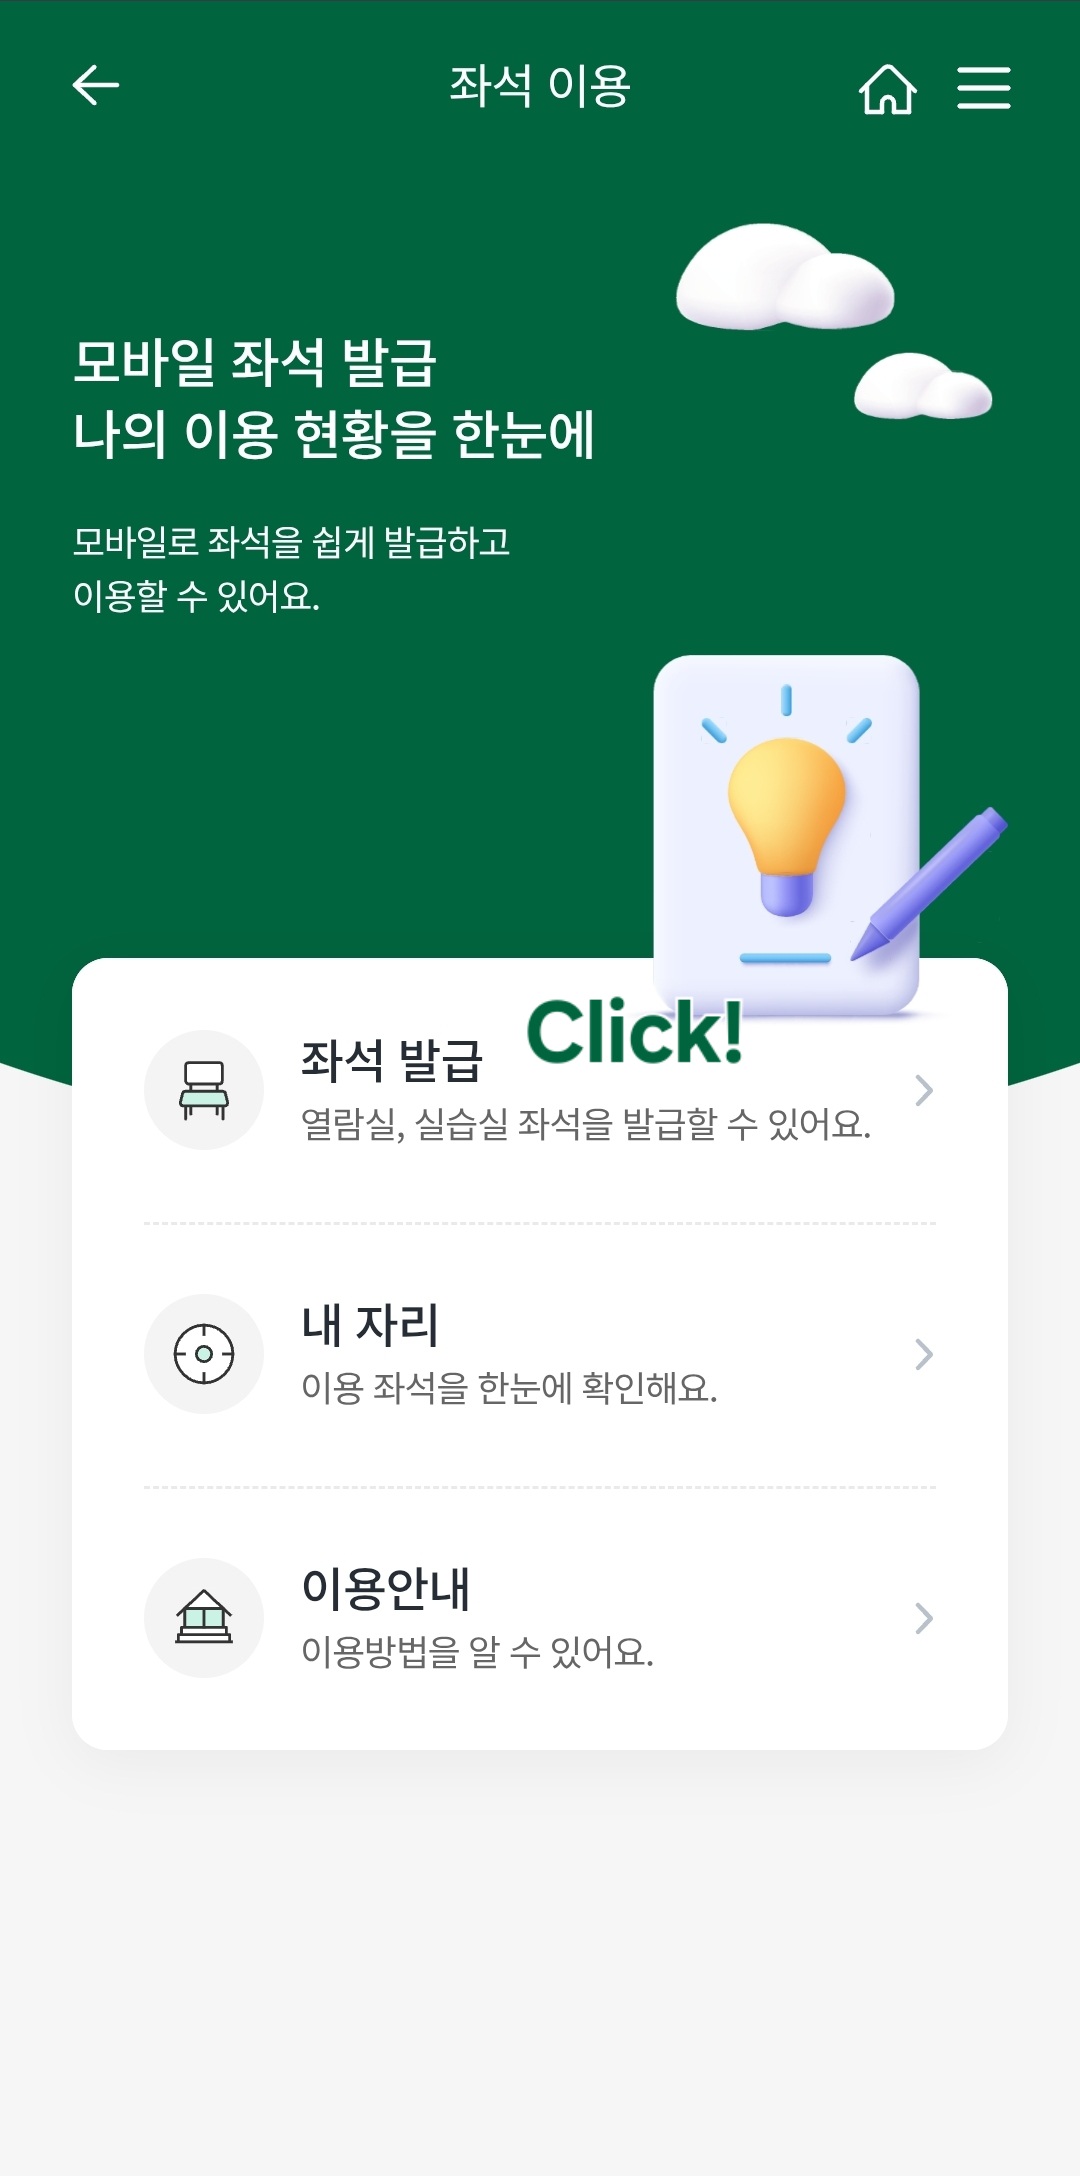 좌석 이용
모바일 좌석 발급
나의 이용 현황을 한눈에
모바일로 좌석을 쉽게 발급하고
이용할 수 있어요.
좌석 발급
Click!
열람실, 실습실 좌석을 발급할 수 있어요.
내 자리
이용 좌석을 한눈에 확인해요.
이용안내
이용방법을 알 수 있어요.